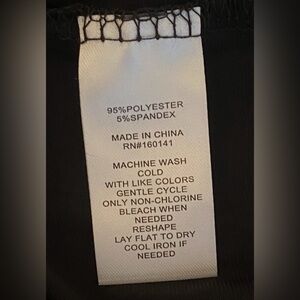 95%POLYESTER
5%SPANDEX
MADE IN CHINA
RN#160141
MACHINE WASH
COLD
WITH LIKE COLORS
GENTLE CYCLE
ONLY NON-CHLORINE
BLEACH WHEN
NEEDED
RESHAPE
LAY FLAT TO DRY
COOL IRON IF
NEEDED